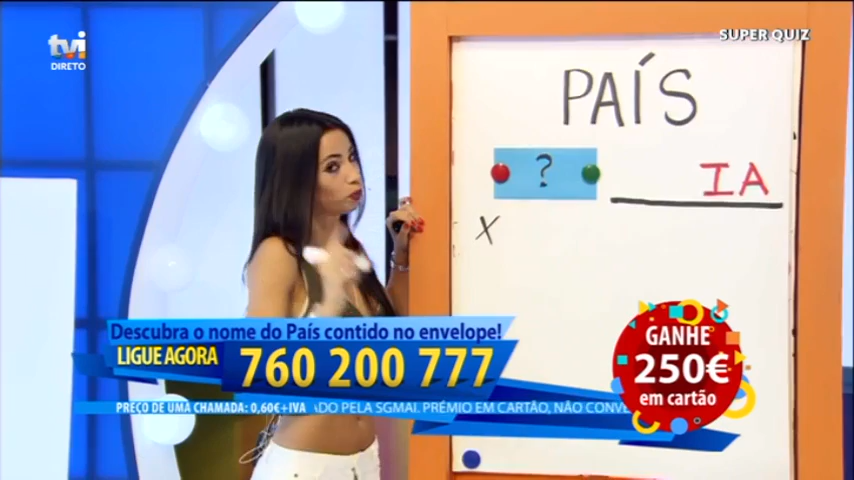 tvi
DIRETO
SUPER QUIZ
PAÍS
?
IA
X
Descubra o nome do País contido no envelope!
LIGUE AGORA 760 200 777
PREÇO DE UMA CHAMADA: 0,60€+IVA ADO PELA SGMAI. PRÉMIO EM CARTÃO, NÃO CONVE
GANHE
250€
em cartão